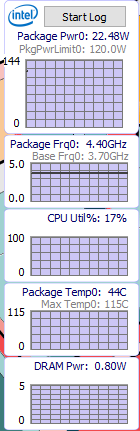 intel
Start Log
Package Pwr0: 22.48W
PkgPwrLimit0: 120.0W
144
0
Package Frq0: 4.40GHz
Base Frq0: 3.70GHz
5.0
0
CPU Util%: 17%
100
0
Package Temp0: 44C
Max Temp0: 115C
115
0
DRAM Pwr: 0.80W
5
0